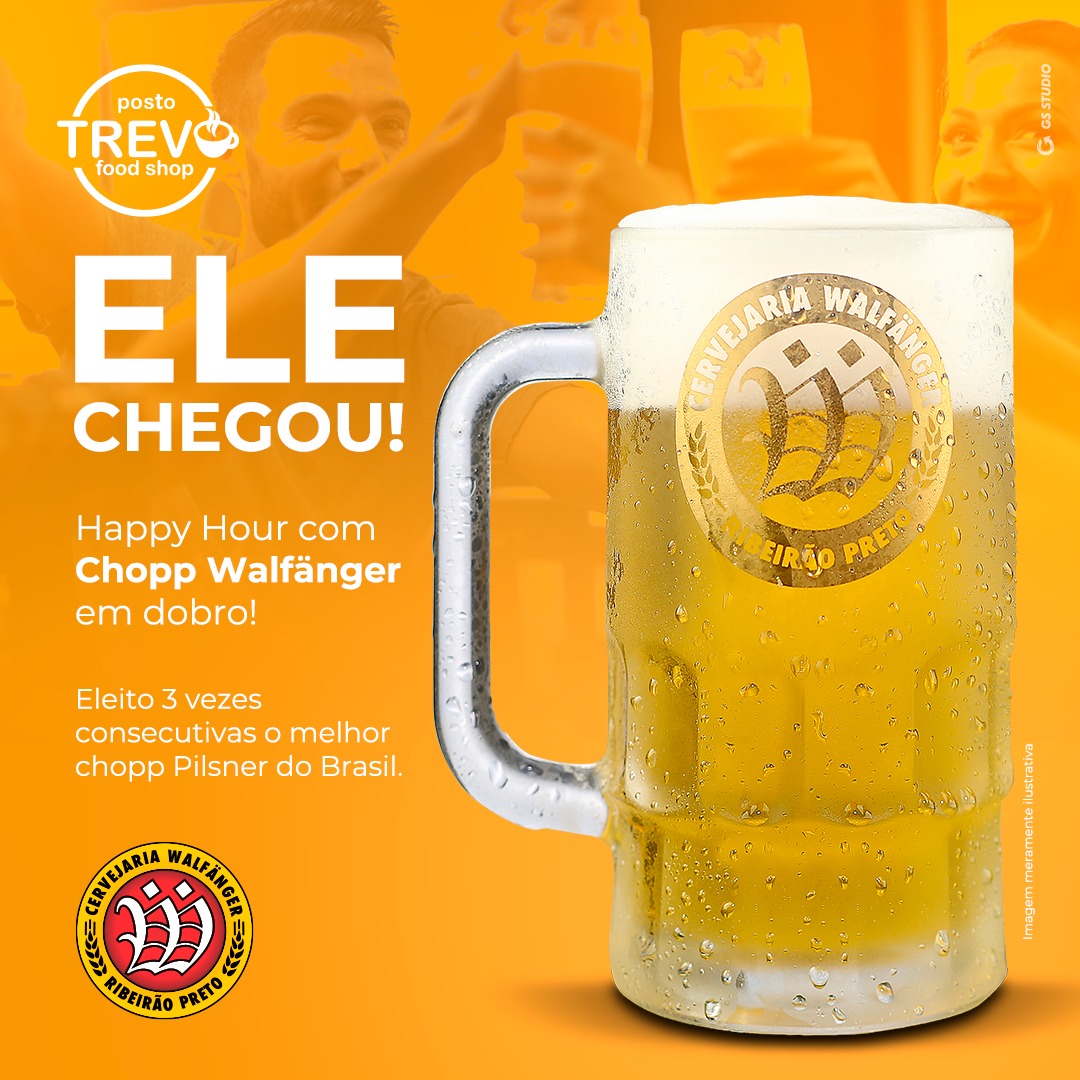 posto
TREVO
food shop
GS STUDIO
ELE
CHEGOU!
Happy Hour com
Chopp Walfänger
em dobro!
Eleito 3 vezes
consecutivas o melhor
chopp Pilsner do Brasil.
CERVEJARIA WALFÄNGER
W
RIBEIRÃO PRETO
CERVEJARIA WALFÄNGER
W
RIBEIRÃO PRETO
Imagem meramente ilustrativa